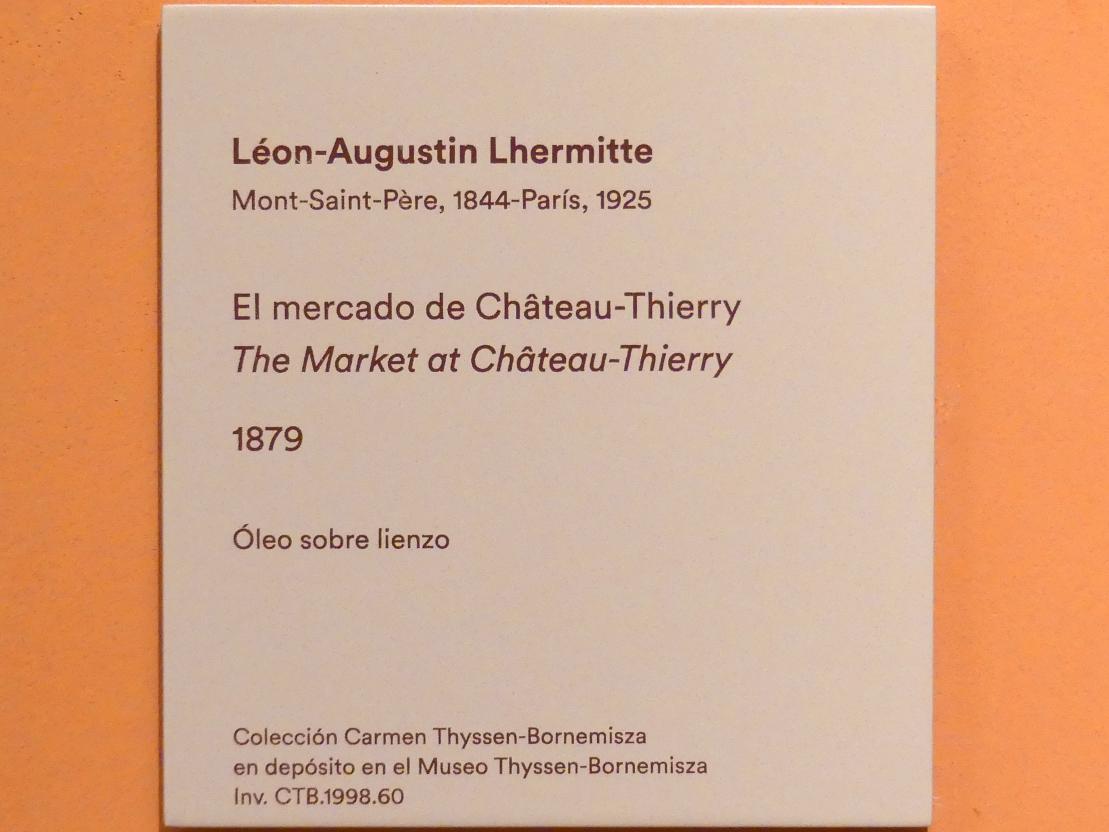 Léon-Augustin Lhermitte
Mont-Saint-Père, 1844-París, 1925
El mercado de Château-Thierry
The Market at Château-Thierry
1879
Óleo sobre lienzo
Colección Carmen Thyssen-Bornemisza
en depósito en el Museo Thyssen-Bornemisza
Inv. CTB.1998.60